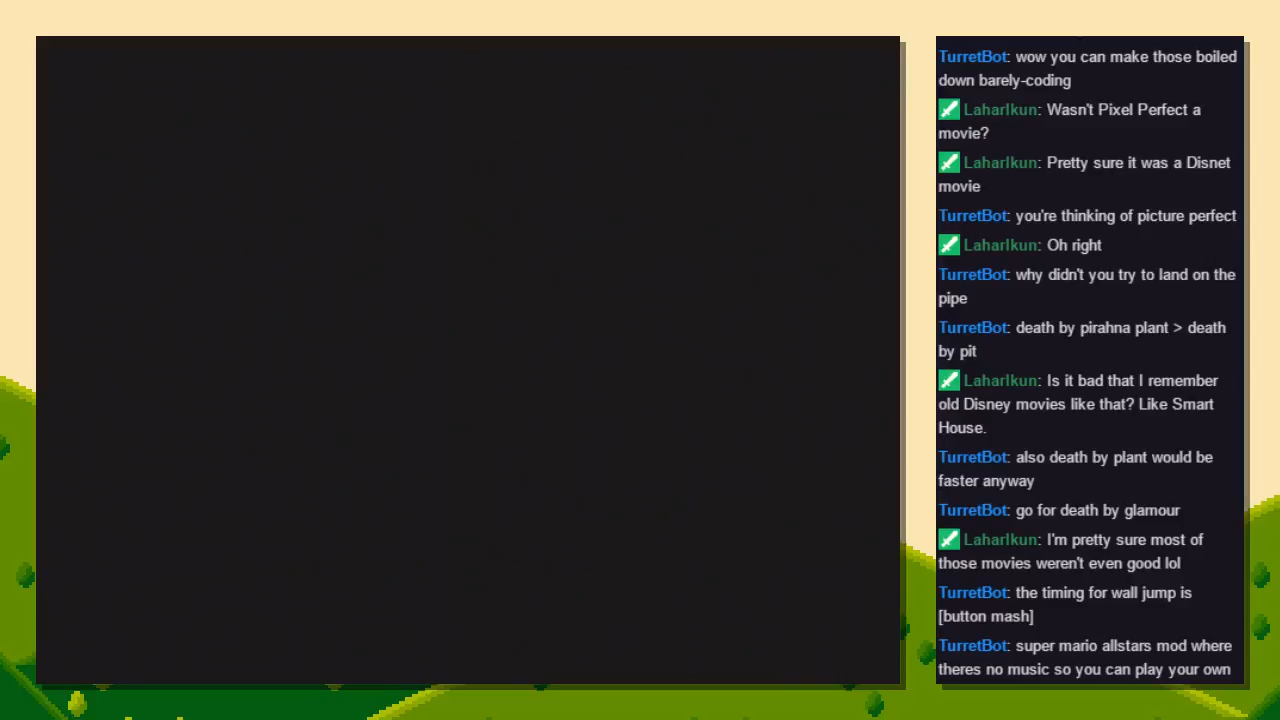 TurretBot: wow you can make those boiled
down barely-coding
LaharIkun: Wasn't Pixel Perfect a
movie?
LaharIkun: Pretty sure it was a Disnet
movie
TurretBot: you're thinking of picture perfect
LaharIkun: Oh right
TurretBot: why didn't you try to land on the
pipe
TurretBot: death by pirahna plant > death
by pit
LaharIkun: Is it bad that I remember
old Disney movies like that? Like Smart
House.
TurretBot: also death by plant would be
faster anyway
TurretBot: go for death by glamour
LaharIkun: I'm pretty sure most of
those movies weren't even good lol
TurretBot: the timing for wall jump is
[button mash]
TurretBot: super mario allstars mod where
theres no music so you can play your own